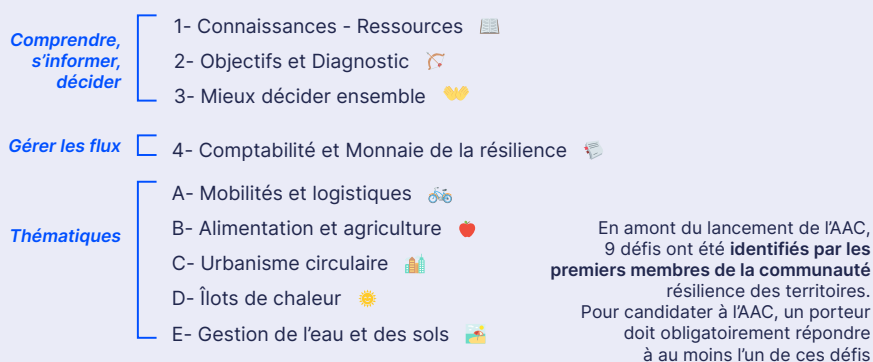 Comprendre,
s'informer,
décider
1- Connaissances - Ressources
2- Objectifs et Diagnostic
3- Mieux décider ensemble
Gérer les flux
4- Comptabilité et Monnaie de la résilience
Thématiques
A- Mobilités et logistiques
B- Alimentation et agriculture
C- Urbanisme circulaire
D- Îlots de chaleur
E- Gestion de l'eau et des sols
En amont du lancement de l'AAC,
9 défis ont été identifiés par les
premiers membres de la communauté
résilience des territoires.
Pour candidater à l'AAC, un porteur
doit obligatoirement répondre
à au moins l'un de ces défis